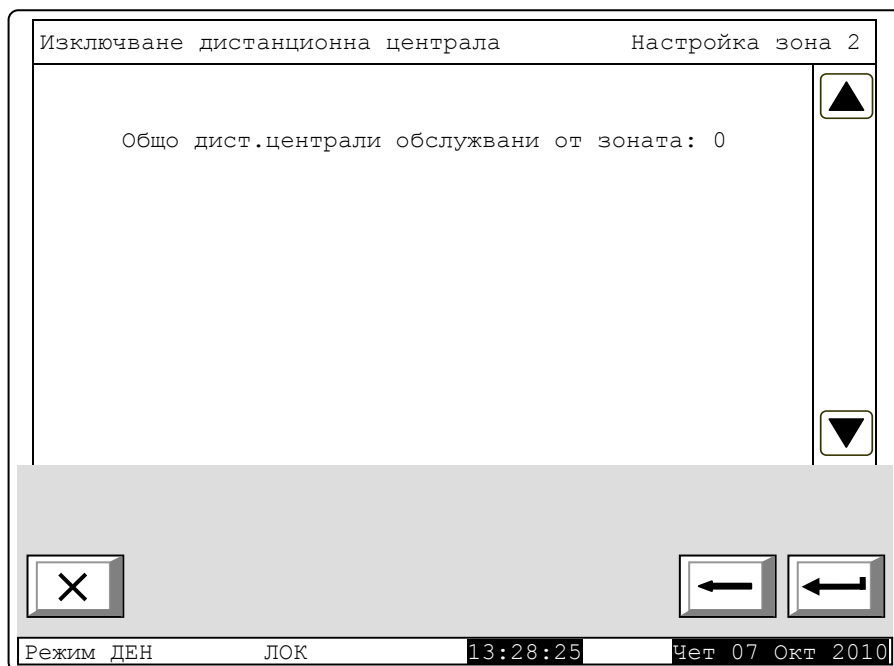 Изключване дистанционна централа Настройка зона 2
Общо дист.централи обслужвани от зоната: 0
Режим ДЕН ЛОК 13:28:25 Чет 07 Окт 2010